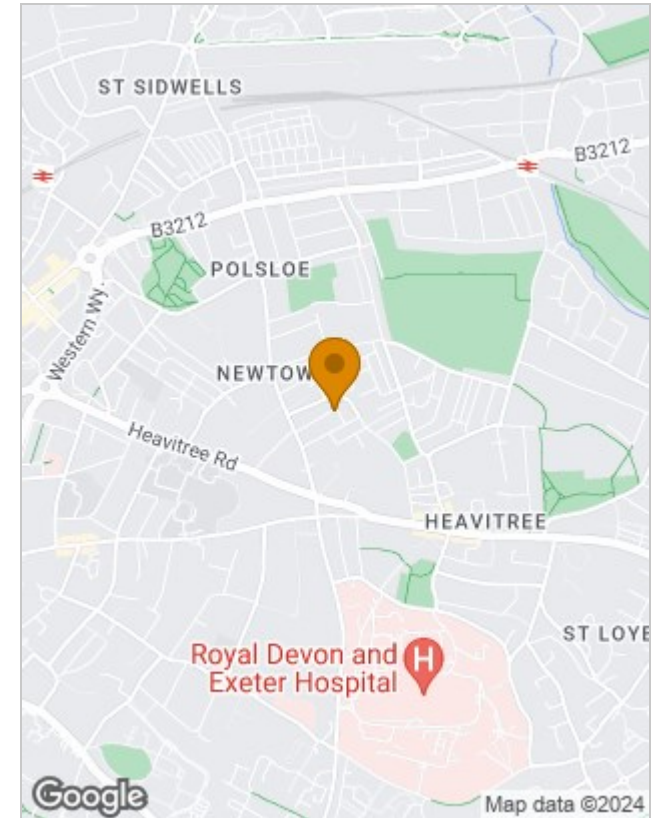 ST SIDWELLS
B3212
B3212
POLSLOE
Western Wy.
NEWTOW
Heavitree Rd
HEAVITREE
ST LOYE
Royal Devon and
Exeter Hospital
H
Google
Map data ©2024